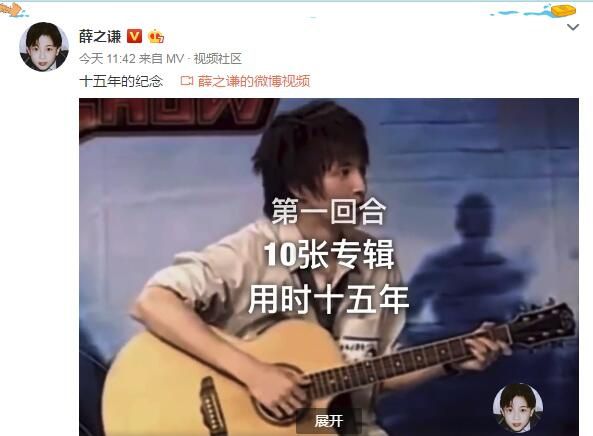 薛之谦
今天 11:42 来自 MV · 视频社区
十五年的纪念 薛之谦的微博视频
SHOW
第一回合
10张专辑
用时十五年
展开